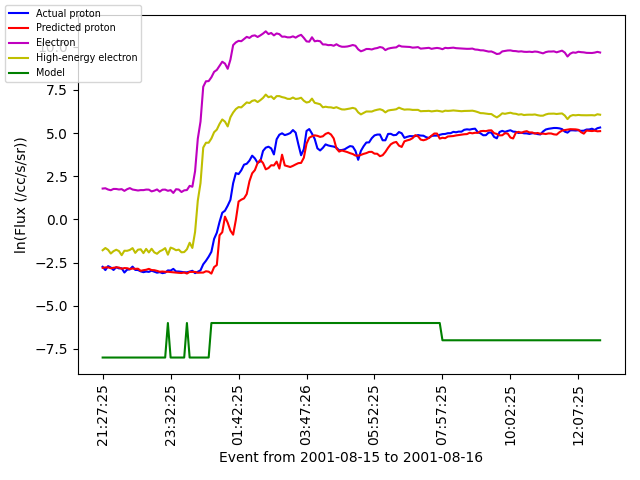 Actual proton
Predicted proton
Electron
High-energy electron
Model
10.0
7.5
5.0
2.5
0.0
−2.5
−5.0
−7.5
ln(Flux (/cc/s/sr))
21:27:25
23:32:25
01:42:25
03:47:26
05:52:25
07:57:25
10:02:25
12:07:25
Event from 2001-08-15 to 2001-08-16